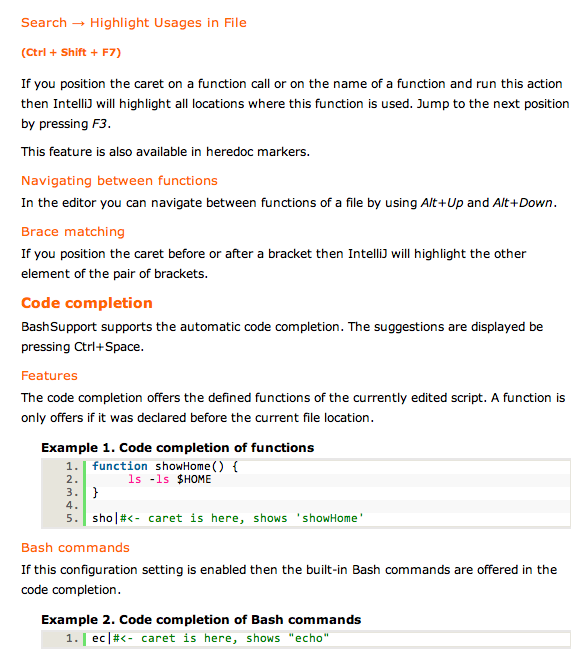 Search → Highlight Usages in File
(Ctrl + Shift + F7)
If you position the caret on a function call or on the name of a function and run this action
then IntelliJ will highlight all locations where this function is used. Jump to the next position
by pressing F3.
This feature is also available in heredoc markers.
Navigating between functions
In the editor you can navigate between functions of a file by using Alt+Up and Alt+Down.
Brace matching
If you position the caret before or after a bracket then IntelliJ will highlight the other
element of the pair of brackets.
Code completion
BashSupport supports the automatic code completion. The suggestions are displayed be
pressing Ctrl+Space.
Features
The code completion offers the defined functions of the currently edited script. A function is
only offers if it was declared before the current file location.
Example 1. Code completion of functions
1. function showHome() {
2. ls -ls $HOME
3. }
4.
5. sho|#<- caret is here, shows 'showHome'
Bash commands
If this configuration setting is enabled then the built-in Bash commands are offered in the
code completion.
Example 2. Code completion of Bash commands
1. ec|#<- caret is here, shows "echo"